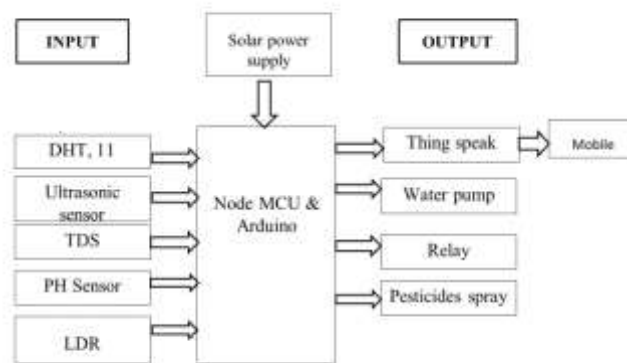 INPUT
Solar power
supply
OUTPUT
DHT, 11
Ultrasonic
sensor
TDS
PH Sensor
LDR
Node MCU &
Arduino
Thing speak
Mobile
Water pump
Relay
Pesticides spray